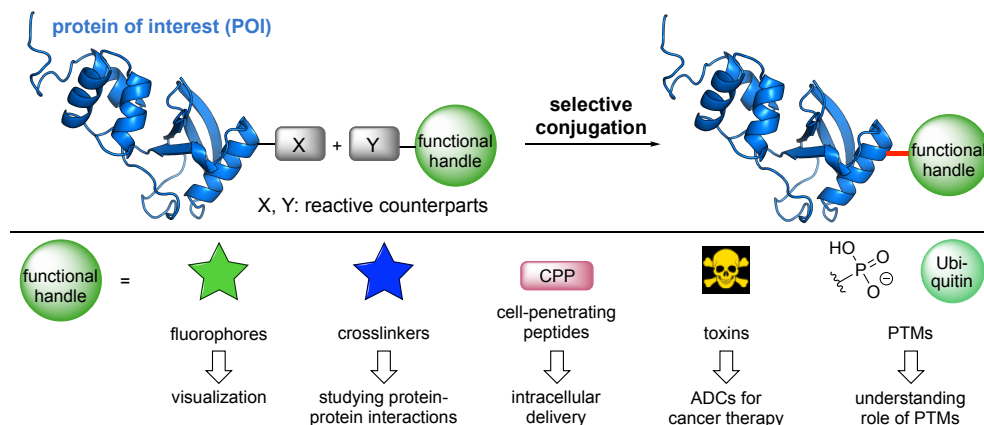 protein of interest (POI)
X
+
Y
functional
handle
selective
conjugation
functional
handle
X, Y: reactive counterparts
functional
handle
=
CPP
HO
P
O
O
⊖
Ubi-
quitin
fluorophores
crosslinkers
cell-penetrating
peptides
toxins
PTMs
visualization
studying protein-
protein interactions
intracellular
delivery
ADCs for
cancer therapy
understanding
role of PTMs